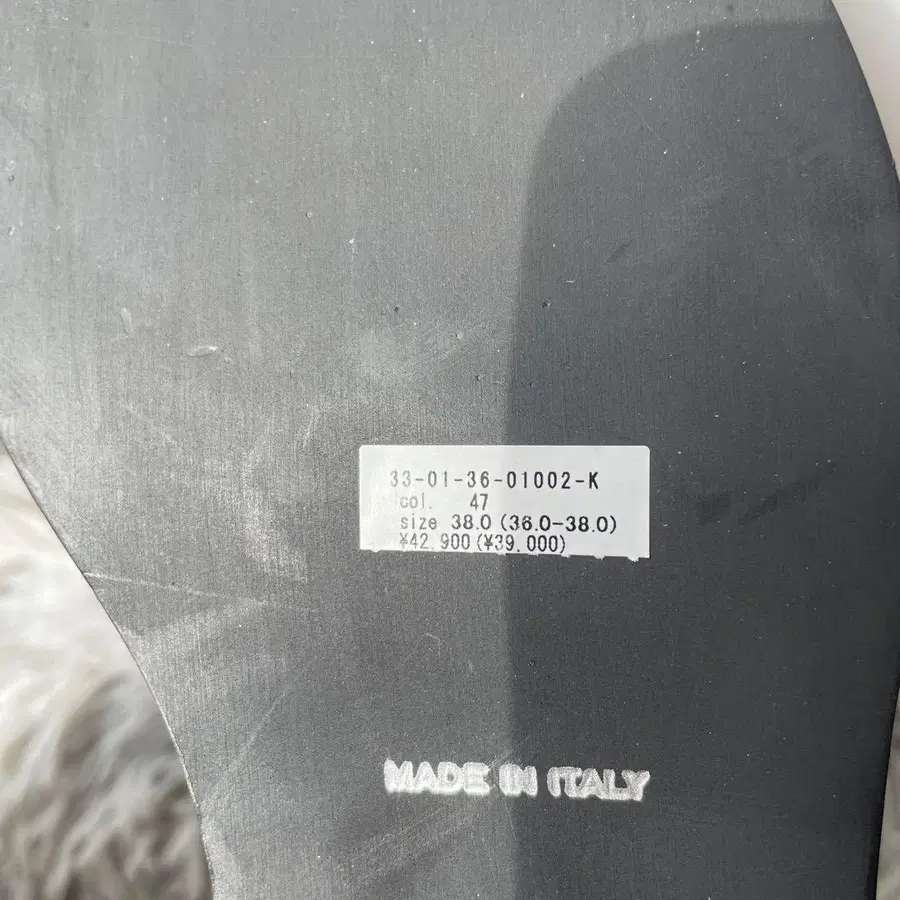 33-01-36-01002-K
col. 47
size 38.0 (36.0-38.0)
¥42,900(¥39,000)
MADE IN ITALY